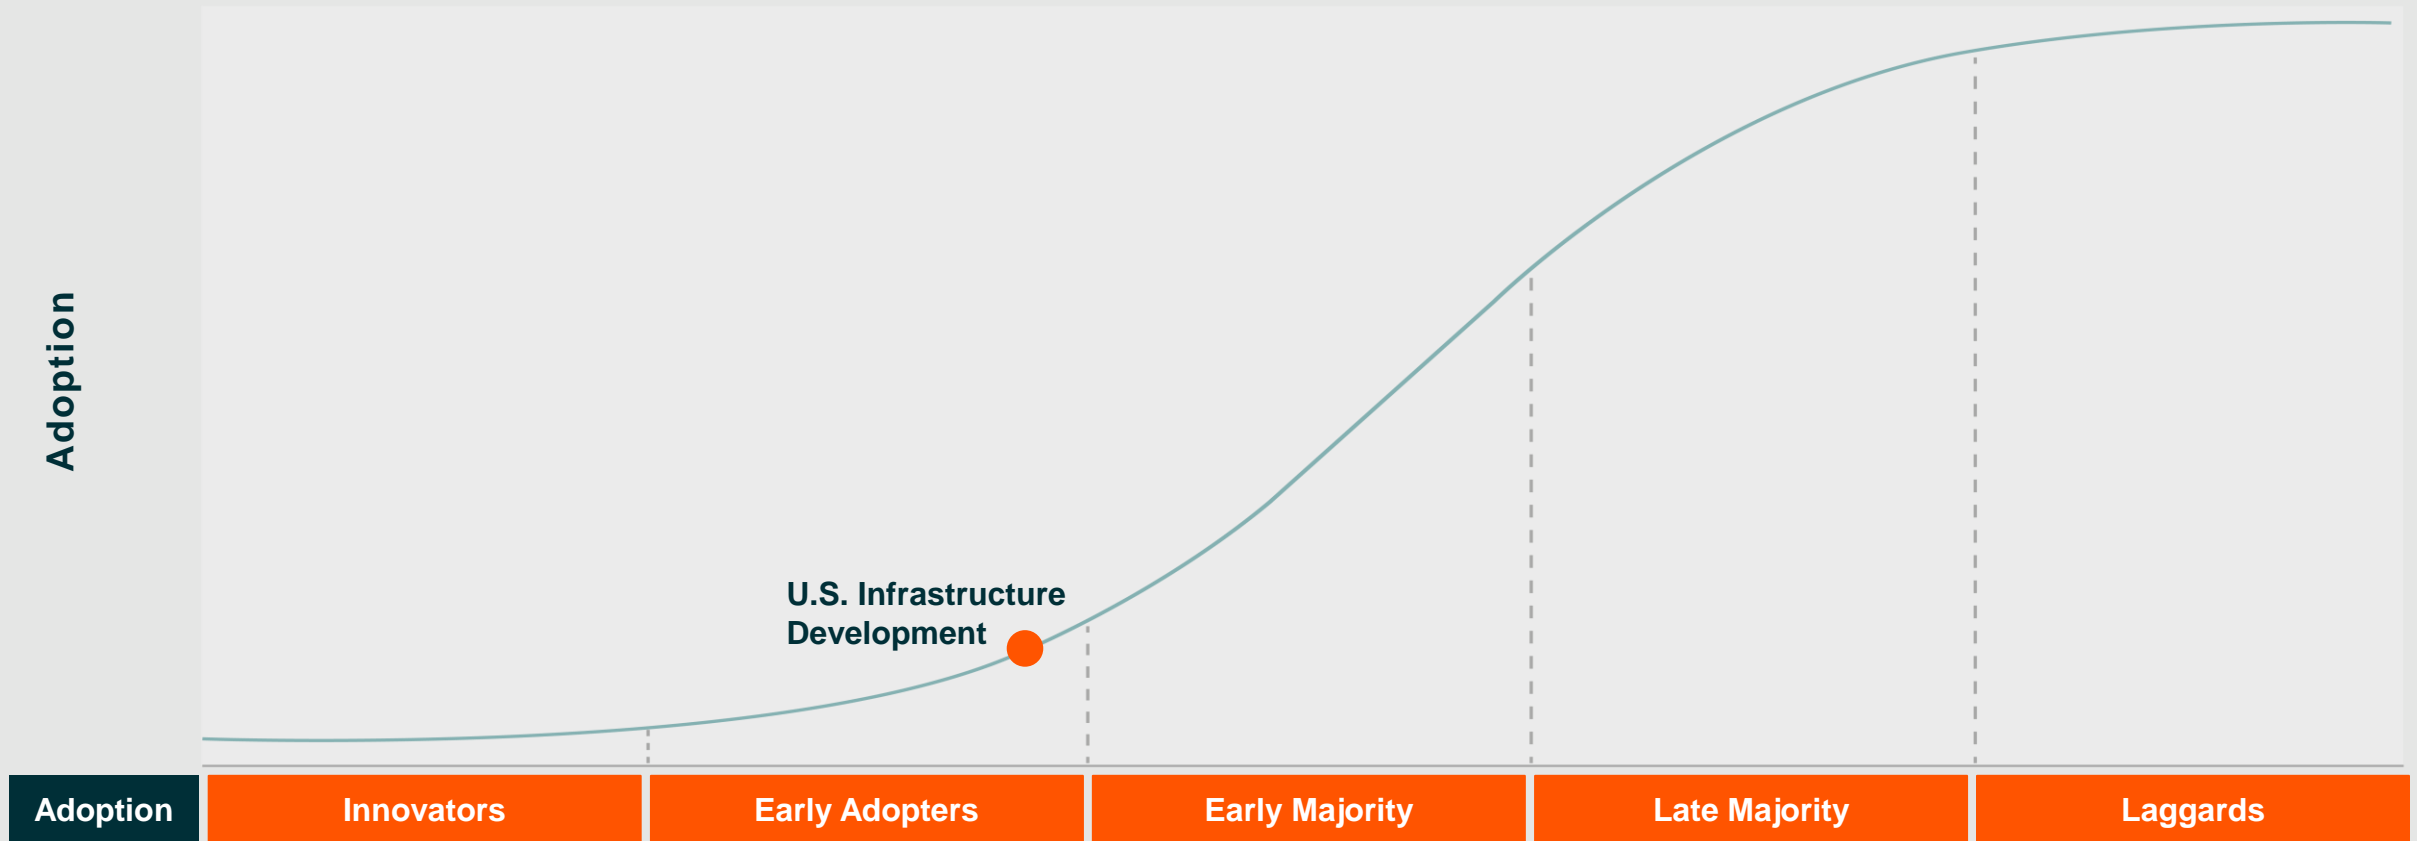 Adoption
U.S. Infrastructure
Development
Adoption
Innovators
Early Adopters
Early Majority
Late Majority
Laggards